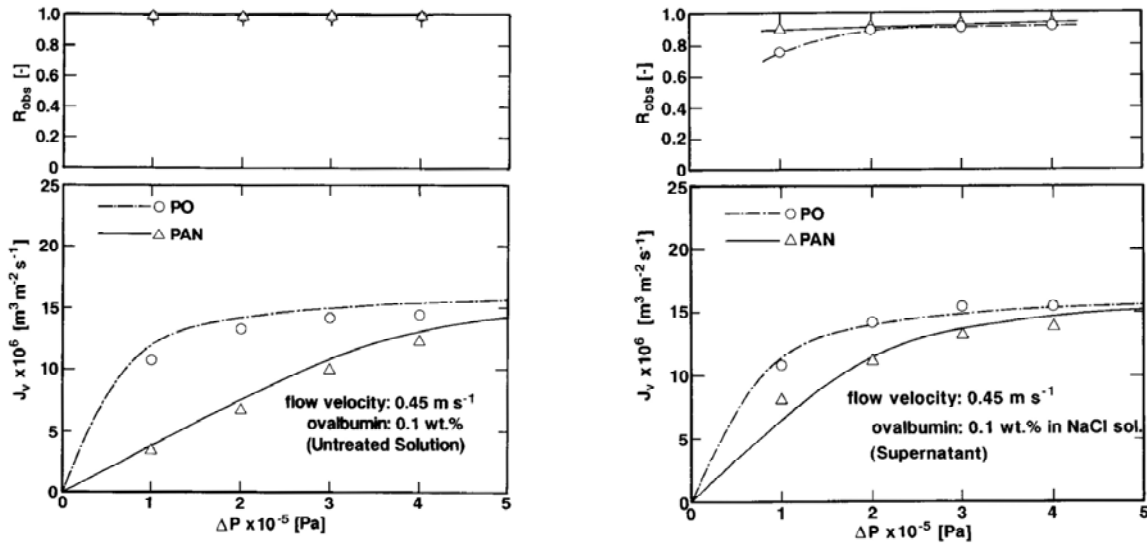 1.0
0.8
0.6
0.4
0.2
0
R_obs [-]
25
20
15
10
5
0
J_v x10^6 [m^3 m^-2 s^-1]
PO
PAN
flow velocity: 0.45 m s^-1
ovalbumin: 0.1 wt.%
(Untreated Solution)
0 1 2 3 4 5
ΔP x10^-5 [Pa]
1.0
0.8
0.6
0.4
0.2
0
R_obs [-]
25
20
15
10
5
0
J_v x10^6 [m^3 m^-2 s^-1]
PO
PAN
flow velocity: 0.45 m s^-1
ovalbumin: 0.1 wt.% in NaCl sol.
(Supernatant)
0 1 2 3 4 5
ΔP x10^-5 [Pa]